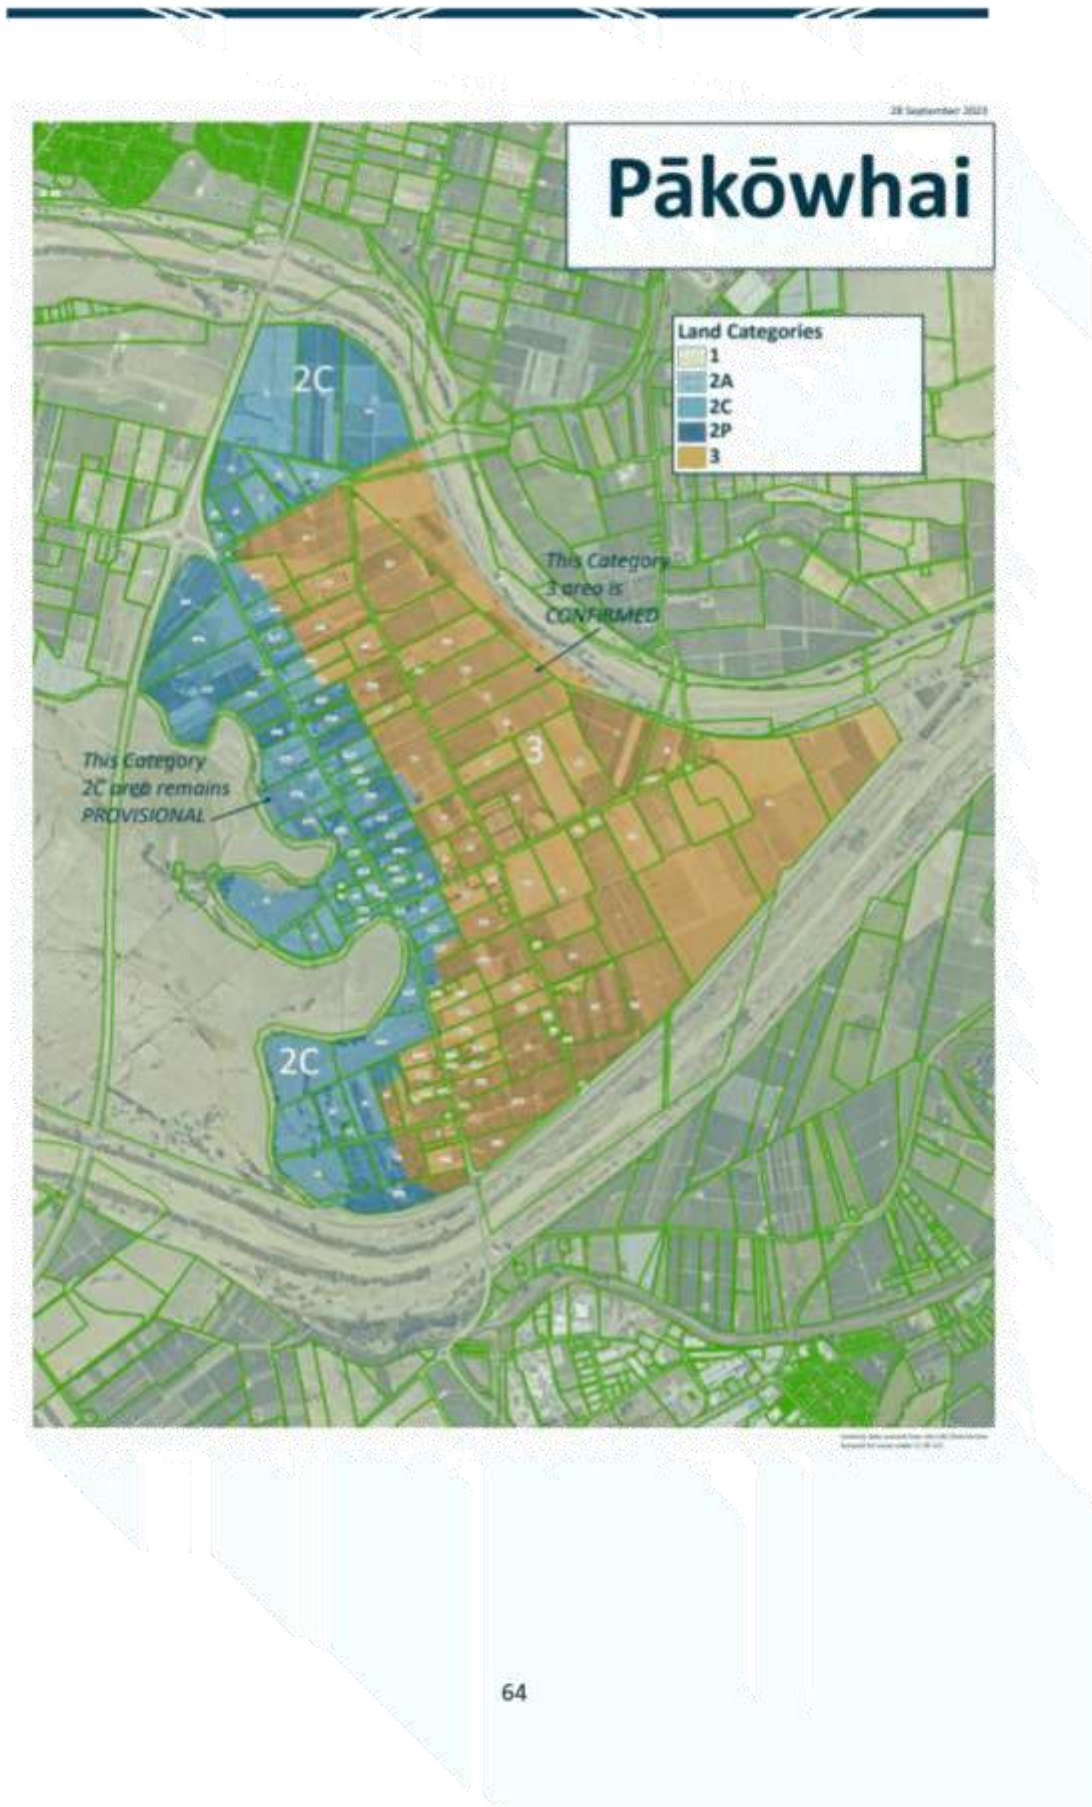 28 September 2023
Pākōwhai
Land Categories
1
2A
2C
2P
3
2C
This Category
3 area is
CONFIRMED
3
This Category
2C area remains
PROVISIONAL
2C
64